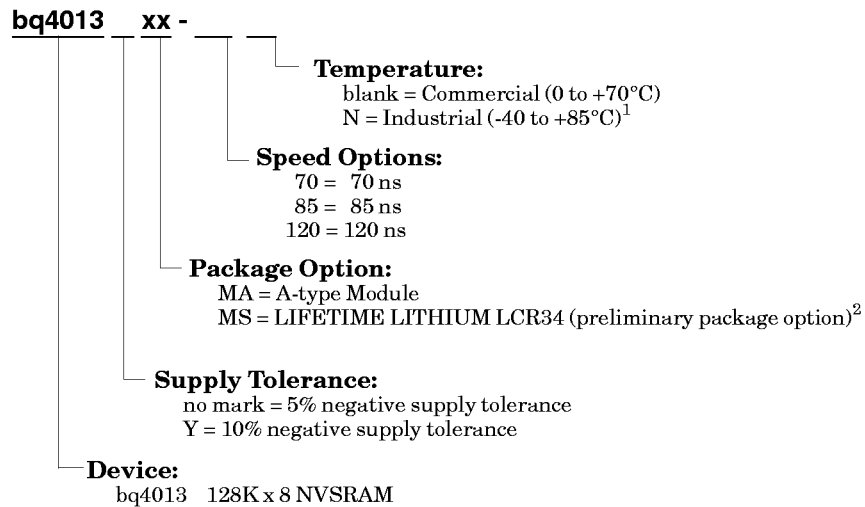 bq4013 _ xx - __ __
Temperature:
blank = Commercial (0 to +70°C)
N = Industrial (-40 to +85°C)1
Speed Options:
70 = 70 ns
85 = 85 ns
120 = 120 ns
Package Option:
MA = A-type Module
MS = LIFETIME LITHIUM LCR34 (preliminary package option)2
Supply Tolerance:
no mark = 5% negative supply tolerance
Y = 10% negative supply tolerance
Device:
bq4013 128K x 8 NVSRAM